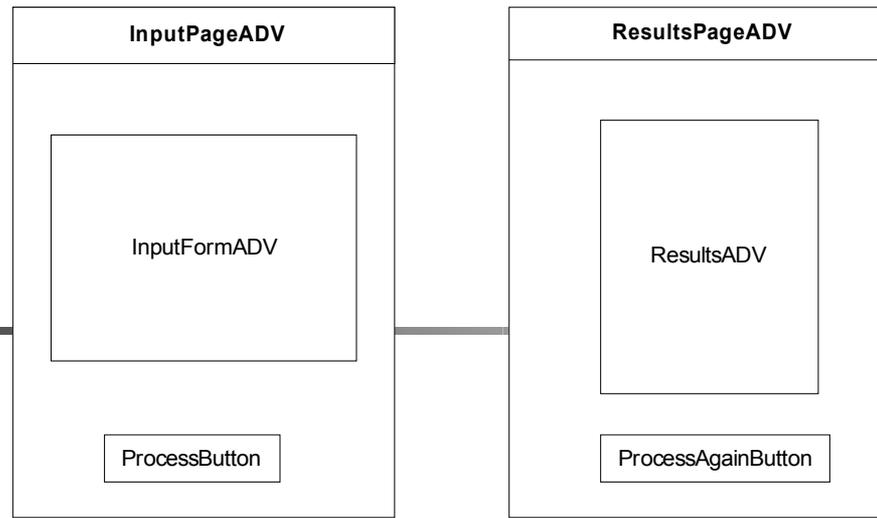 InputPageADV
InputFormADV
ProcessButton
ResultsPageADV
ResultsADV
ProcessAgainButton